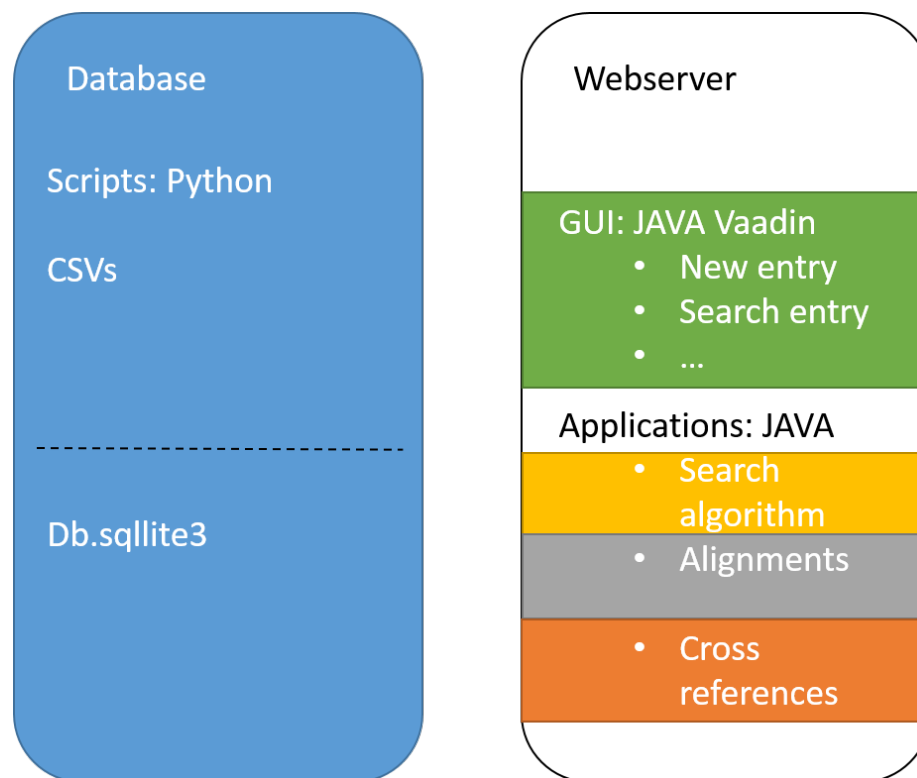 Database
Scripts: Python
CSVs
Db.sqllite3
Webserver
GUI: JAVA Vaadin
• New entry
• Search entry
• ...
Applications: JAVA
• Search
algorithm
• Alignments
• Cross
references